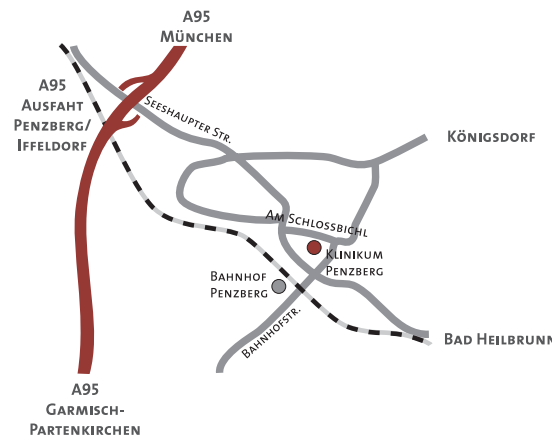 A95
München
A95
Ausfaht
Penzberg/
Iffeldorf
Seeshaupter Str.
Königsdorf
Am Schlossbichl
Klinikum
Penzberg
Bahnhof
Penzberg
Bahnhofstr.
Bad Heilbrunn
A95
Garmisch-
Partenkirchen